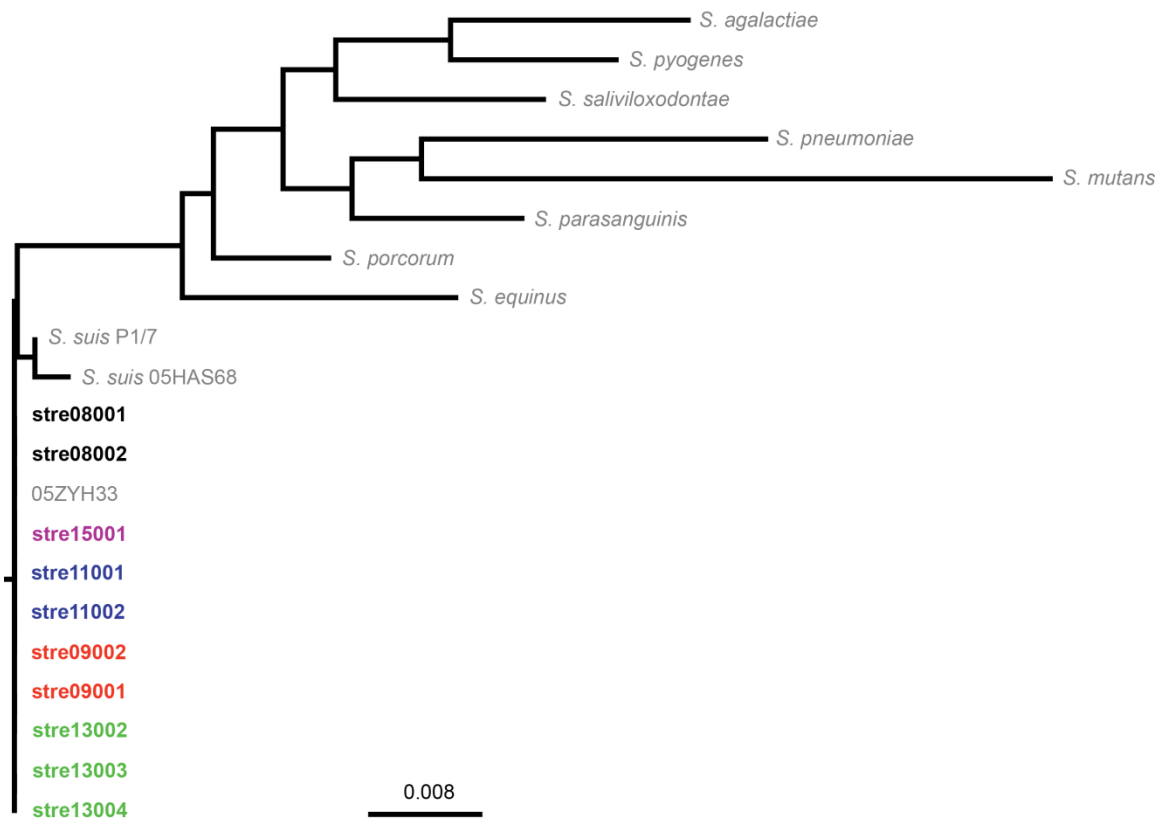 S. agalactiae
S. pyogenes
S. saliviloxodontae
S. pneumoniae
S. mutans
S. parasanguinis
S. porcorum
S. equinus
S. suis P1/7
S. suis 05HAS68
stre08001
stre08002
05ZYH33
stre15001
stre11001
stre11002
stre09002
stre09001
stre13002
stre13003
stre13004
0.008